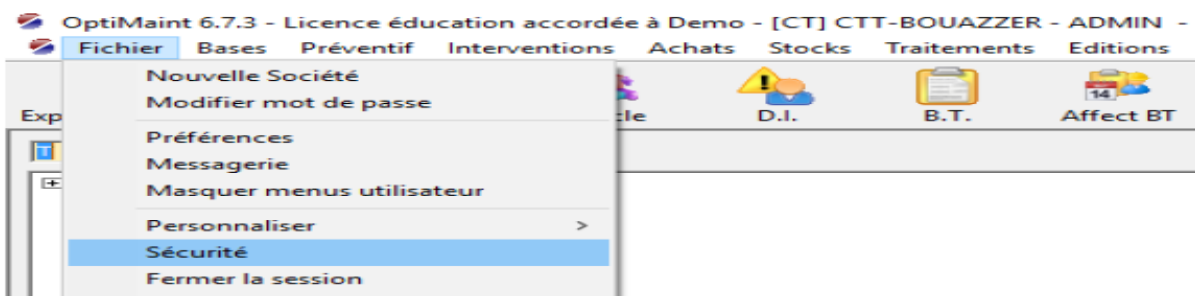 OptiMaint 6.7.3 - Licence éducation accordée à Demo - [CT] CTT-BOUAZZER - ADMIN -
Fichier Bases Préventif Interventions Achats Stocks Traitements Editions
Nouvelle Société
Modifier mot de passe
Exp cle D.I. B.T. Affect BT
14
Préférences
T
Messagerie
Masquer menus utilisateur
Personnaliser >
Sécurité
Fermer la session